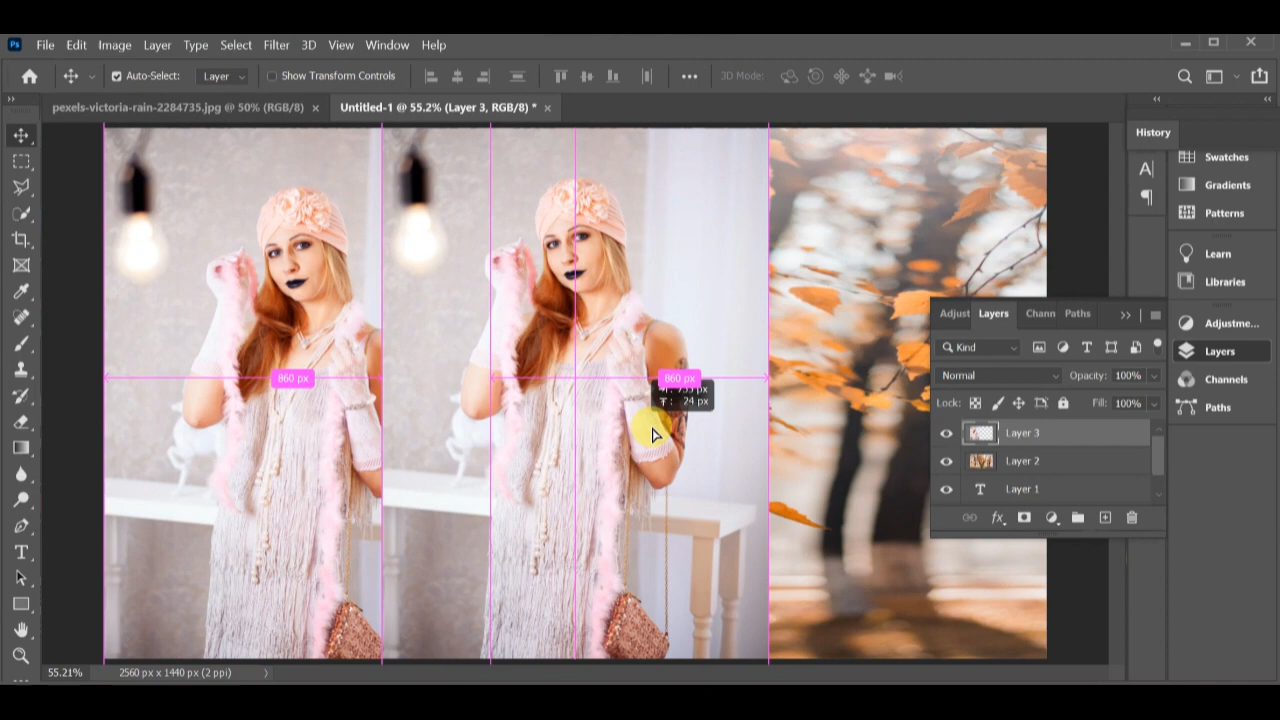 Ps File Edit Image Layer Type Select Filter 3D View Window Help
Auto-Select: Layer Show Transform Controls ••• 3D Mode:
pexels-victoria-rain-2284735.jpg @ 50% (RGB/8) × Untitled-1 @ 55.2% (Layer 3, RGB/8) * ×
History
Swatches
Gradients
Patterns
Learn
Libraries
Adjustme...
Layers
Channels
Paths
Adjust Layers Chann Paths
Kind
Normal Opacity: 100%
Lock: Fill: 100%
Layer 3
Layer 2
T Layer 1
fx
860 px
860 px
24 px
55.21% 2560 px x 1440 px (2 ppi)